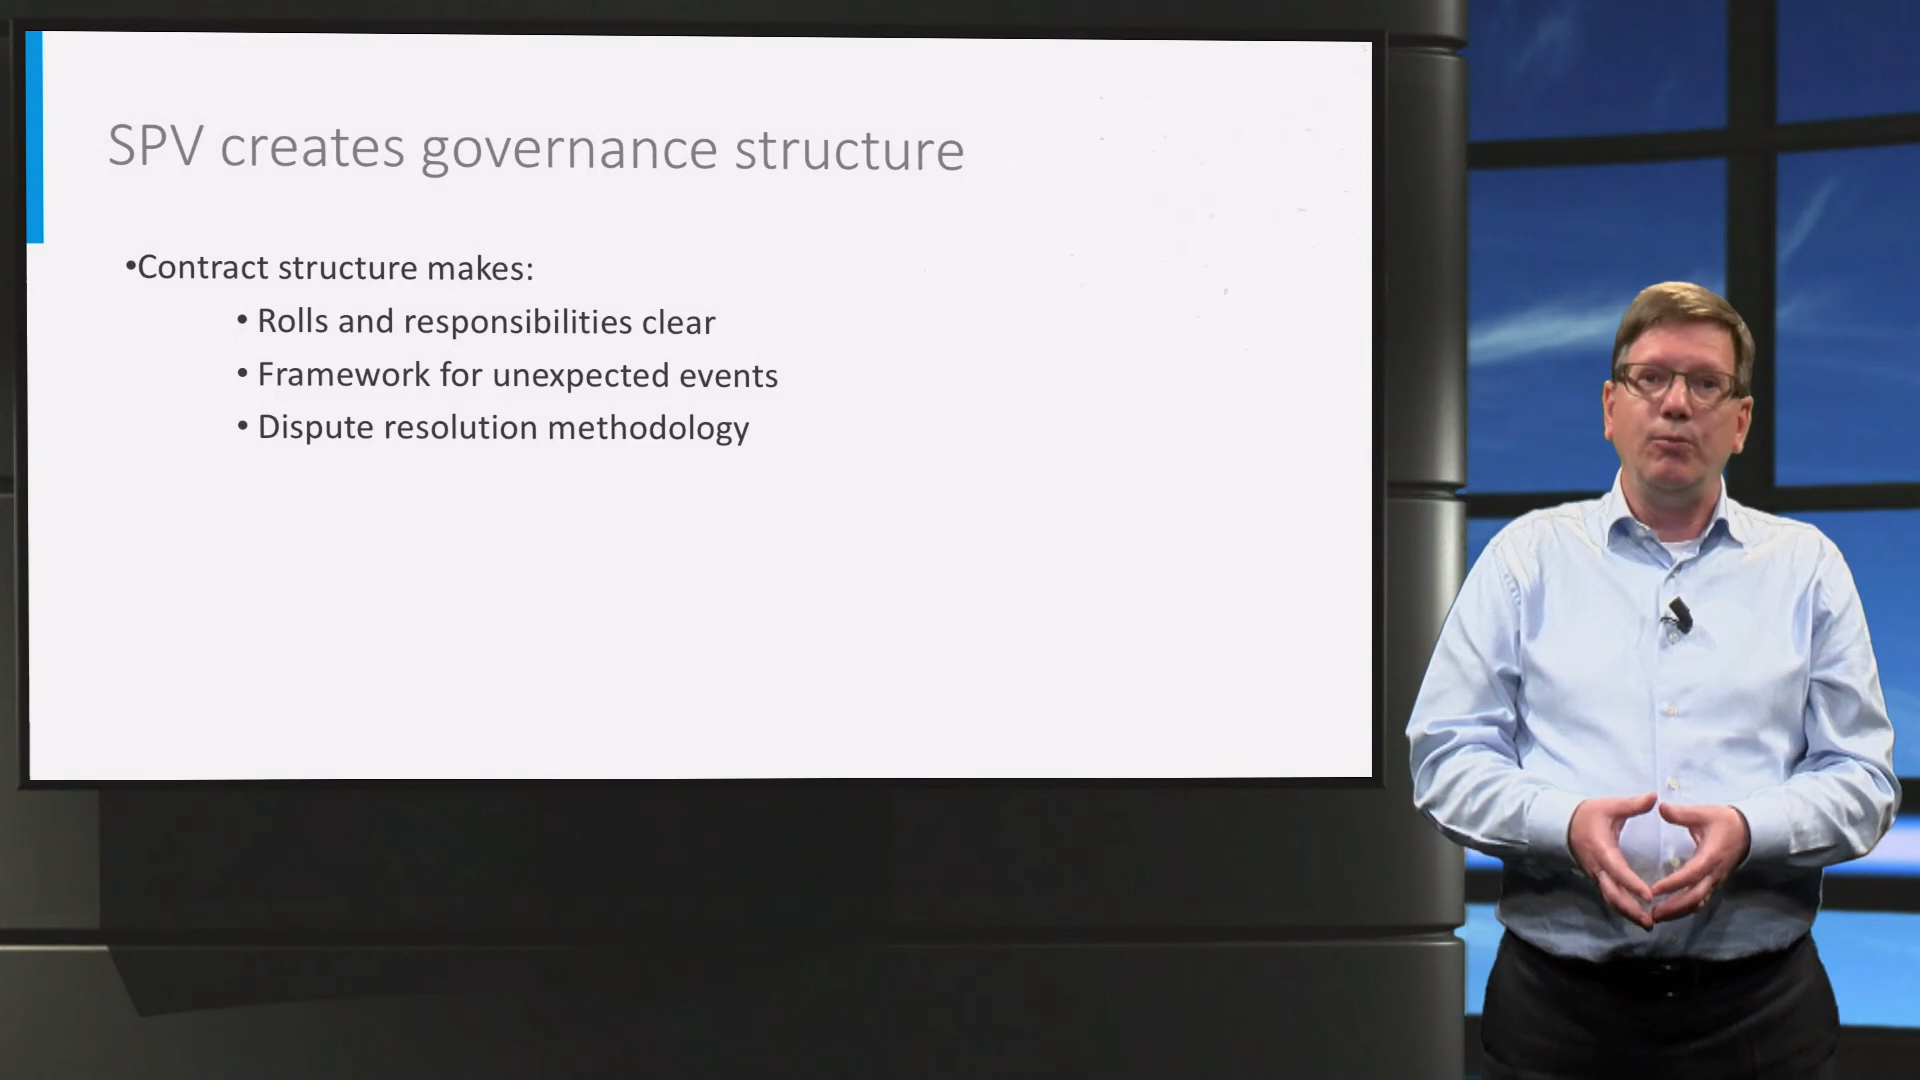 SPV creates governance structure
•Contract structure makes:
• Rolls and responsibilities clear
• Framework for unexpected events
• Dispute resolution methodology